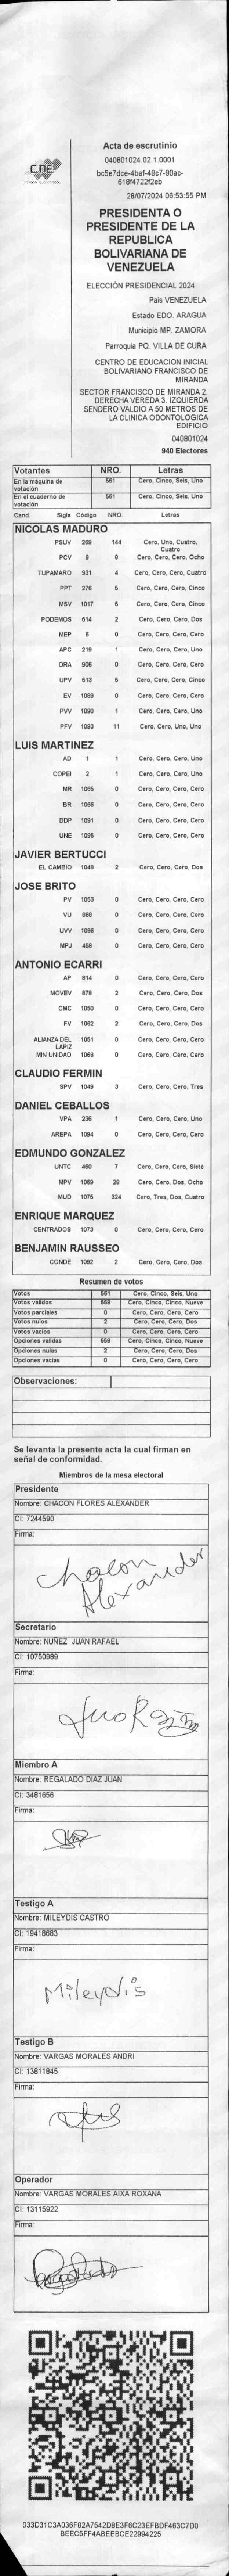 CNE
Acta de escrutinio
040801024.02.1.0001
bc5e7dce-4baf-49c7-90ac-
618f4722f2eb
28/07/2024 06:53:55 PM
PRESIDENTA O
PRESIDENTE DE LA
REPUBLICA
BOLIVARIANA DE
VENEZUELA
ELECCIÓN PRESIDENCIAL 2024
País VENEZUELA
Estado EDO. ARAGUA
Municipio MP. ZAMORA
Parroquia PQ. VILLA DE CURA
CENTRO DE EDUCACION INICIAL
BOLIVARIANO FRANCISCO DE
MIRANDA
SECTOR FRANCISCO DE MIRANDA 2.
DERECHA VEREDA 3. IZQUIERDA
SENDERO VALDIO A 50 METROS DE
LA CLINICA ODONTOLOGICA
EDIFICIO
040801024
940 Electores
Votantes NRO. Letras
En la máquina de votación 561 Cero, Cinco, Seis, Uno
En el cuaderno de votación 561 Cero, Cinco, Seis, Uno
Cand. Sigla Código NRO. Letras
NICOLAS MADURO
PSUV 269 144 Cero, Uno, Cuatro, Cuatro
PCV 9 8 Cero, Cero, Cero, Ocho
TUPAMARO 931 4 Cero, Cero, Cero, Cuatro
PPT 276 5 Cero, Cero, Cero, Cinco
MSV 1017 5 Cero, Cero, Cero, Cinco
PODEMOS 514 2 Cero, Cero, Cero, Dos
MEP 6 0 Cero, Cero, Cero, Cero
APC 219 1 Cero, Cero, Cero, Uno
ORA 906 0 Cero, Cero, Cero, Cero
UPV 513 5 Cero, Cero, Cero, Cinco
EV 1089 0 Cero, Cero, Cero, Cero
PVV 1090 1 Cero, Cero, Cero, Uno
PFV 1093 11 Cero, Cero, Uno, Uno
LUIS MARTINEZ
AD 1 1 Cero, Cero, Cero, Uno
COPEI 2 1 Cero, Cero, Cero, Uno
MR 1065 0 Cero, Cero, Cero, Cero
BR 1066 0 Cero, Cero, Cero, Cero
DDP 1091 0 Cero, Cero, Cero, Cero
UNE 1095 0 Cero, Cero, Cero, Cero
JAVIER BERTUCCI
EL CAMBIO 1048 2 Cero, Cero, Cero, Dos
JOSE BRITO
PV 1053 0 Cero, Cero, Cero, Cero
VU 868 0 Cero, Cero, Cero, Cero
UVV 1098 0 Cero, Cero, Cero, Cero
MPJ 458 0 Cero, Cero, Cero, Cero
ANTONIO ECARRI
AP 814 0 Cero, Cero, Cero, Cero
MOVEV 879 2 Cero, Cero, Cero, Dos
CMC 1050 0 Cero, Cero, Cero, Cero
FV 1062 2 Cero, Cero, Cero, Dos
ALIANZA DEL LAPIZ 1051 0 Cero, Cero, Cero, Cero
MIN UNIDAD 1068 0 Cero, Cero, Cero, Cero
CLAUDIO FERMIN
SPV 1049 3 Cero, Cero, Cero, Tres
DANIEL CEBALLOS
VPA 236 1 Cero, Cero, Cero, Uno
AREPA 1094 0 Cero, Cero, Cero, Cero
EDMUNDO GONZALEZ
UNTC 460 7 Cero, Cero, Cero, Siete
MPV 1069 28 Cero, Cero, Dos, Ocho
MUD 1075 324 Cero, Tres, Dos, Cuatro
ENRIQUE MARQUEZ
CENTRADOS 1073 0 Cero, Cero, Cero, Cero
BENJAMIN RAUSSEO
CONDE 1092 2 Cero, Cero, Cero, Dos
Resumen de votos
Votos 561 Cero, Cinco, Seis, Uno
Votos validos 559 Cero, Cinco, Cinco, Nueve
Votos parciales 0 Cero, Cero, Cero, Cero
Votos nulos 2 Cero, Cero, Cero, Dos
Votos vacios 0 Cero, Cero, Cero, Cero
Opciones validas 559 Cero, Cinco, Cinco, Nueve
Opciones nulas 2 Cero, Cero, Cero, Dos
Opciones vacias 0 Cero, Cero, Cero, Cero
Observaciones:
Se levanta la presente acta la cual firman en
señal de conformidad.
Miembros de la mesa electoral
Presidente
Nombre: CHACON FLORES ALEXANDER
CI: 7244590
Firma:
Chacon
Alexander
Secretario
Nombre: NUÑEZ JUAN RAFAEL
CI: 10750989
Firma:
Miembro A
Nombre: REGALADO DIAZ JUAN
CI: 3481656
Firma:
Testigo A
Nombre: MILEYDIS CASTRO
CI: 19418683
Firma:
Mileydis
Testigo B
Nombre: VARGAS MORALES ANDRI
CI: 13811845
Firma:
Operador
Nombre: VARGAS MORALES AIXA ROXANA
CI: 13115922
Firma:
033D31C3A036F02A7542D8E3F6C23EFBDF463C7D0
BEEC5FF4ABEEBCE22994225